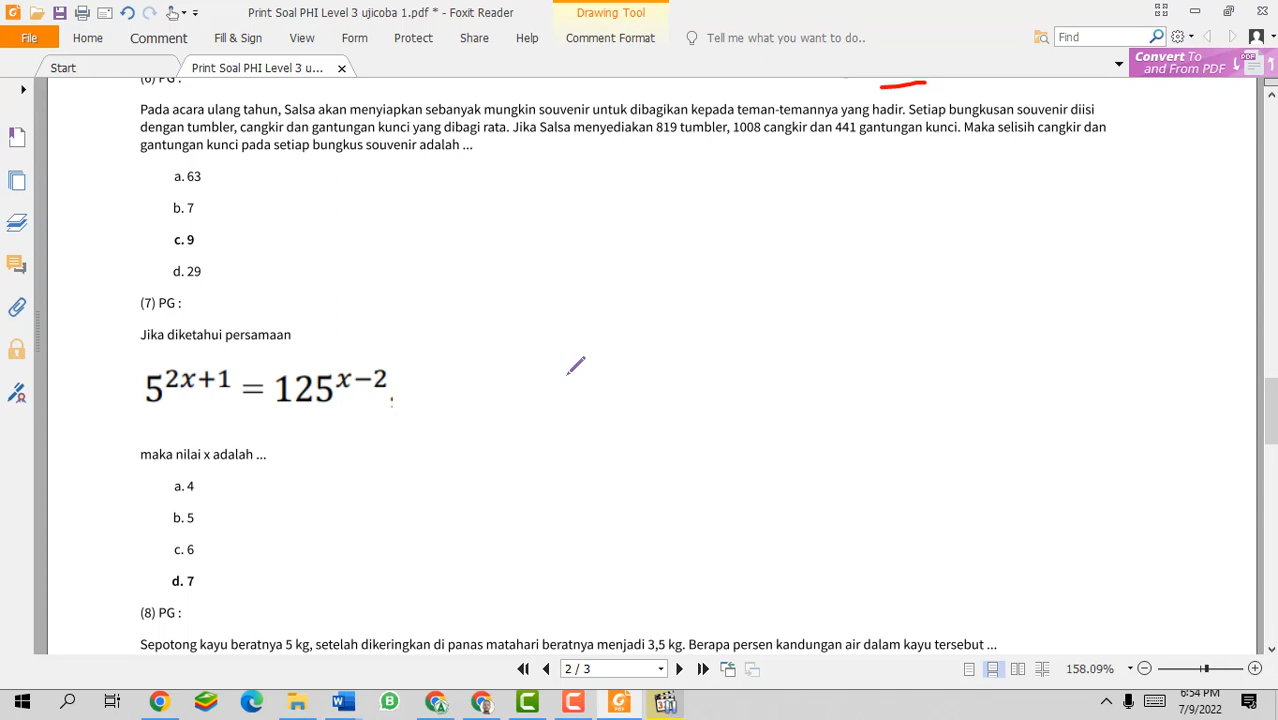 Print Soal PHI Level 3 ujicoba 1.pdf * - Foxit Reader
Drawing Tool
File Home Comment Fill & Sign View Form Protect Share Help Comment Format Tell me what you want to do.. Find
Start Print Soal PHI Level 3 u...
Convert To
and From PDF
(6) PG :
Pada acara ulang tahun, Salsa akan menyiapkan sebanyak mungkin souvenir untuk dibagikan kepada teman-temannya yang hadir. Setiap bungkusan souvenir diisi
dengan tumbler, cangkir dan gantungan kunci yang dibagi rata. Jika Salsa menyediakan 819 tumbler, 1008 cangkir dan 441 gantungan kunci. Maka selisih cangkir dan
gantungan kunci pada setiap bungkus souvenir adalah ...
a. 63
b. 7
c. 9
d. 29
(7) PG :
Jika diketahui persamaan
5^{2x+1} = 125^{x-2}
maka nilai x adalah ...
a. 4
b. 5
c. 6
d. 7
(8) PG :
Sepotong kayu beratnya 5 kg, setelah dikeringkan di panas matahari beratnya menjadi 3,5 kg. Berapa persen kandungan air dalam kayu tersebut ...
2 / 3
158.09%
6:54 PM
7/9/2022